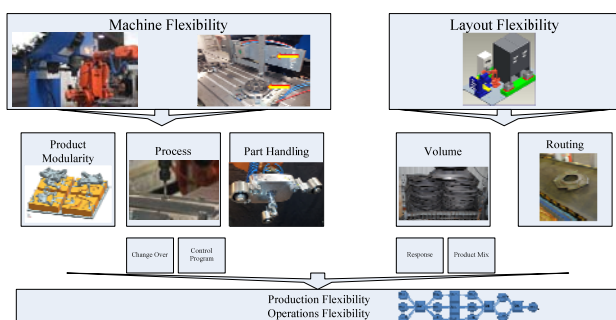 Machine Flexibility
Layout Flexibility
Product
Modularity
Process
Part Handling
Volume
Routing
Change Over
Control
Program
Response
Product Mix
Production Flexibility
Operations Flexibility